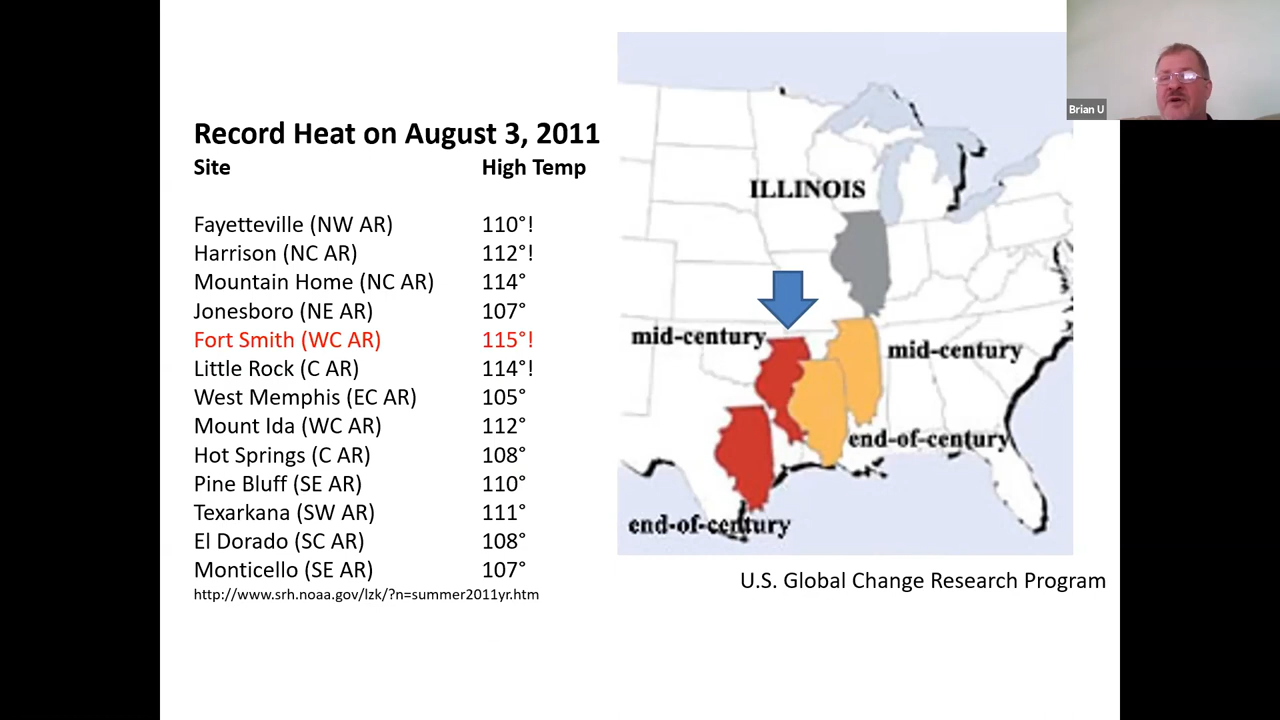 Record Heat on August 3, 2011
Site High Temp
Fayetteville (NW AR) 110°!
Harrison (NC AR) 112°!
Mountain Home (NC AR) 114°
Jonesboro (NE AR) 107°
Fort Smith (WC AR) 115°!
Little Rock (C AR) 114°!
West Memphis (EC AR) 105°
Mount Ida (WC AR) 112°
Hot Springs (C AR) 108°
Pine Bluff (SE AR) 110°
Texarkana (SW AR) 111°
El Dorado (SC AR) 108°
Monticello (SE AR) 107°
http://www.srh.noaa.gov/lzk/?n=summer2011yr.htm
ILLINOIS
mid-century
mid-century
end-of-century
end-of-century
U.S. Global Change Research Program
Brian U